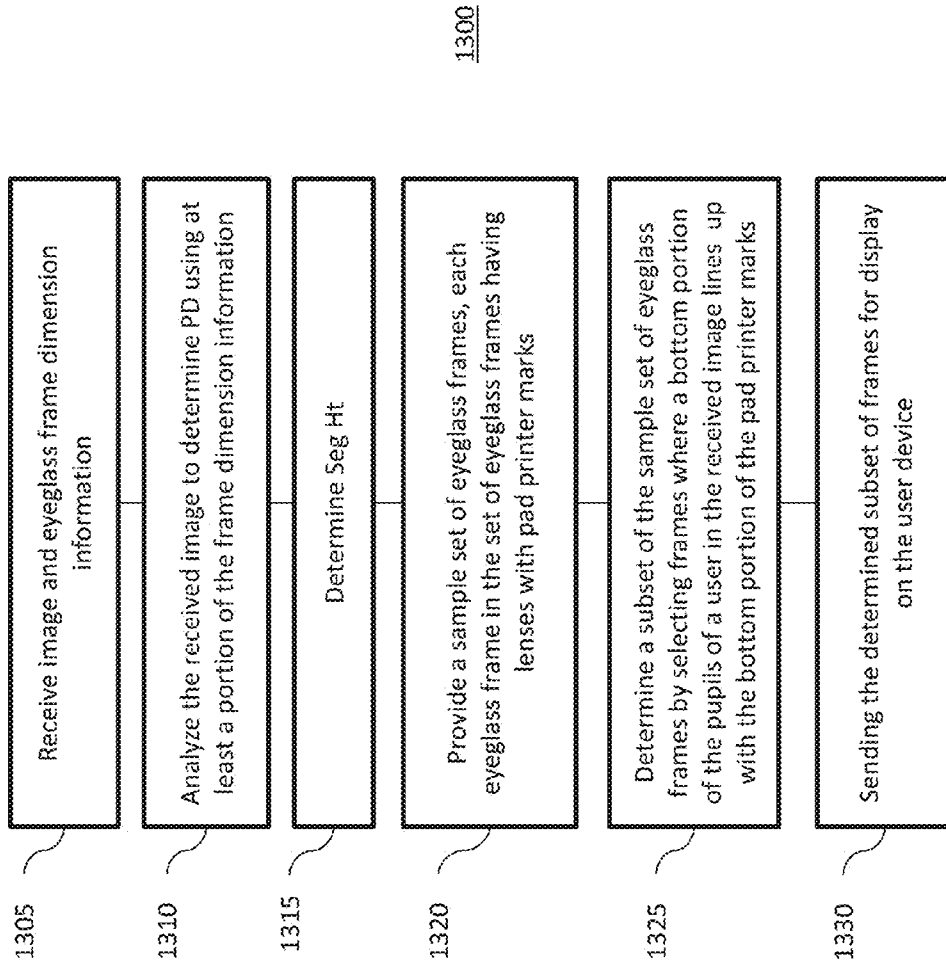 1300
1305
Receive image and eyeglass frame dimension
information
1310
Analyze the received image to determine PD using at
least a portion of the frame dimension information
1315
Determine Seg Ht
1320
Provide a sample set of eyeglass frames, each
eyeglass frame in the set of eyeglass frames having
lenses with pad printer marks
1325
Determine a subset of the sample set of eyeglass
frames by selecting frames where a bottom portion
of the pupils of a user in the received image lines up
with the bottom portion of the pad printer marks
1330
Sending the determined subset of frames for display
on the user device